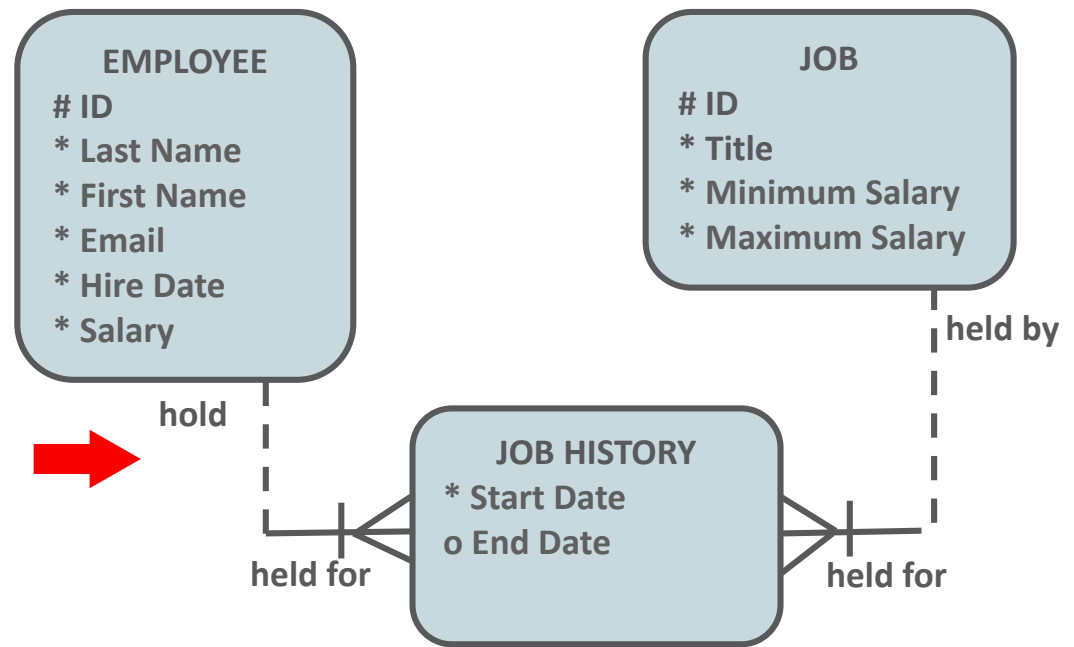 EMPLOYEE
# ID
* Last Name
* First Name
* Email
* Hire Date
* Salary
JOB
# ID
* Title
* Minimum Salary
* Maximum Salary
held by
hold
JOB HISTORY
* Start Date
o End Date
held for
held for